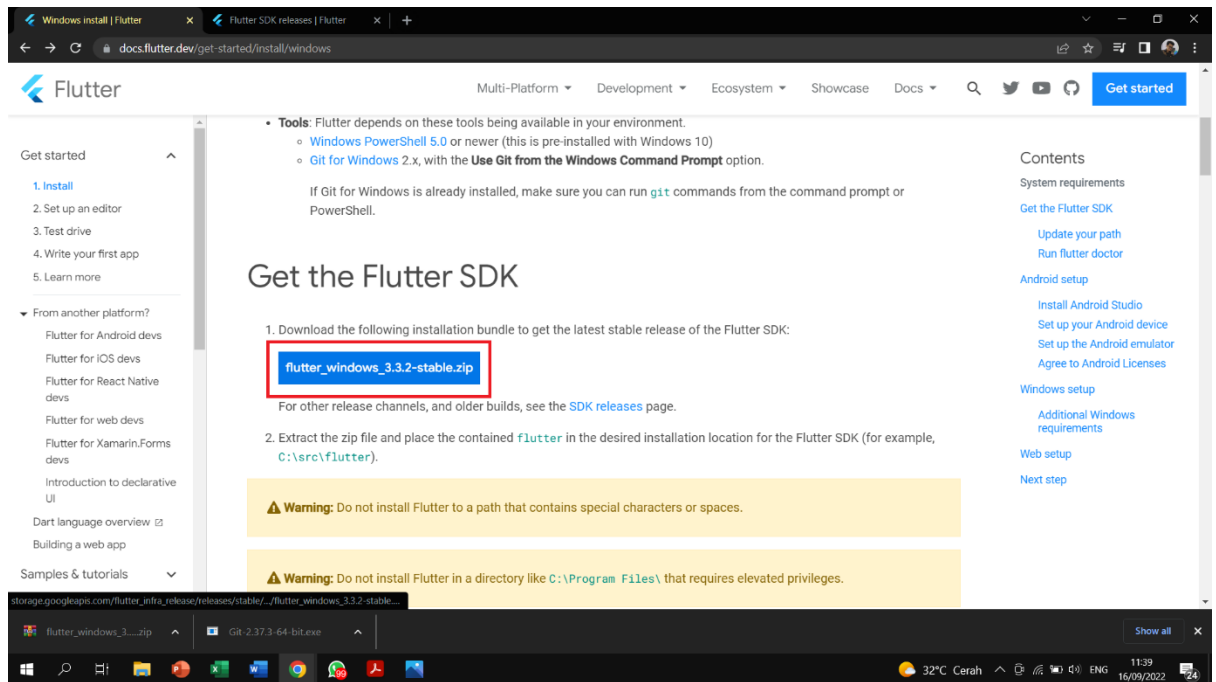 Windows install | Flutter
Flutter SDK releases | Flutter
docs.flutter.dev/get-started/install/windows
Flutter
Multi-Platform
Development
Ecosystem
Showcase
Docs
Get started
Get started
1. Install
2. Set up an editor
3. Test drive
4. Write your first app
5. Learn more
From another platform?
Flutter for Android devs
Flutter for iOS devs
Flutter for React Native
devs
Flutter for web devs
Flutter for Xamarin.Forms
devs
Introduction to declarative
UI
Dart language overview
Building a web app
Samples & tutorials
• Tools: Flutter depends on these tools being available in your environment.
Windows PowerShell 5.0 or newer (this is pre-installed with Windows 10)
Git for Windows 2.x, with the Use Git from the Windows Command Prompt option.
If Git for Windows is already installed, make sure you can run git commands from the command prompt or
PowerShell.
Get the Flutter SDK
1. Download the following installation bundle to get the latest stable release of the Flutter SDK:
flutter_windows_3.3.2-stable.zip
For other release channels, and older builds, see the SDK releases page.
2. Extract the zip file and place the contained flutter in the desired installation location for the Flutter SDK (for example,
C:\src\flutter).
Warning: Do not install Flutter to a path that contains special characters or spaces.
Warning: Do not install Flutter in a directory like C:\Program Files\ that requires elevated privileges.
Contents
System requirements
Get the Flutter SDK
Update your path
Run flutter doctor
Android setup
Install Android Studio
Set up your Android device
Set up the Android emulator
Agree to Android Licenses
Windows setup
Additional Windows
requirements
Web setup
Next step
storage.googleapis.com/flutter_infra_release/releases/stable/.../flutter_windows_3.3.2-stable....
flutter_windows_3....zip
Git-2.37.3-64-bit.exe
Show all
99
32°C Cerah
ENG
11:39
16/09/2022
24